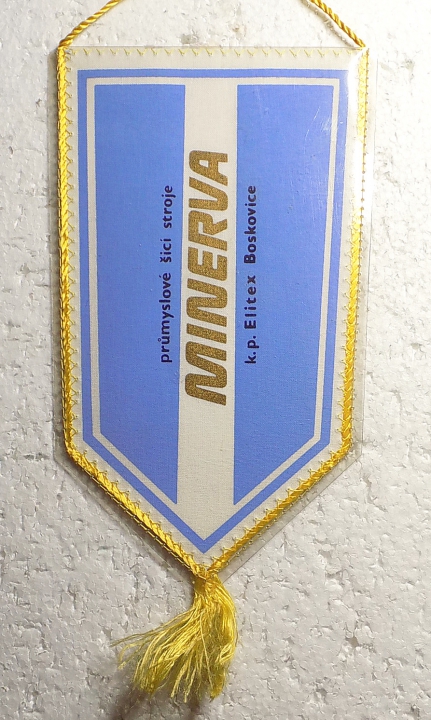 průmyslové šicí stroje
MINERVA
k.p. Elitex Boskovice